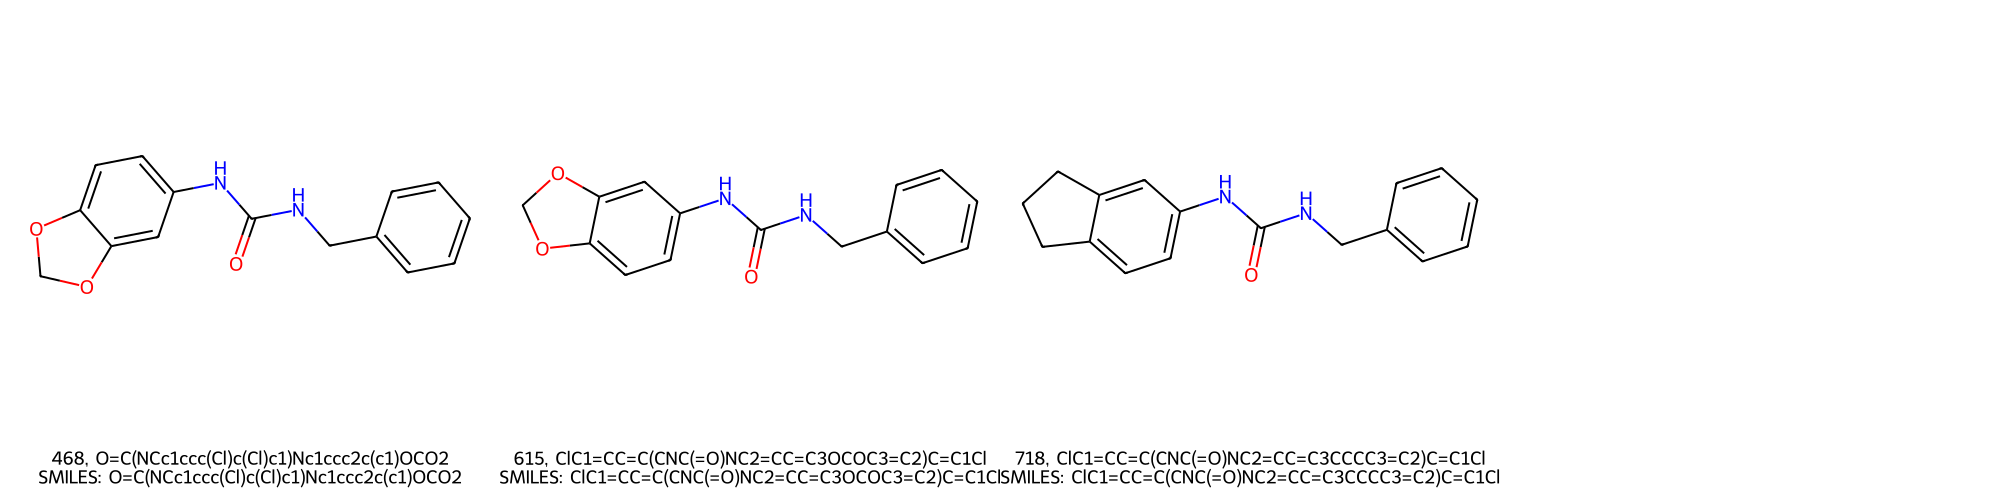 H
N
H
N
O
O
O
H
N
H
N
O
O
O
H
N
H
N
O
468, O=C(NCc1ccc(Cl)c(Cl)c1)Nc1ccc2c(c1)OCO2
SMILES: O=C(NCc1ccc(Cl)c(Cl)c1)Nc1ccc2c(c1)OCO2
615, ClC1=CC=C(CNC(=O)NC2=CC=C3OCOC3=C2)C=C1Cl
SMILES: ClC1=CC=C(CNC(=O)NC2=CC=C3OCOC3=C2)C=C1Cl
718, ClC1=CC=C(CNC(=O)NC2=CC=C3CCCC3=C2)C=C1Cl
SMILES: ClC1=CC=C(CNC(=O)NC2=CC=C3CCCC3=C2)C=C1Cl